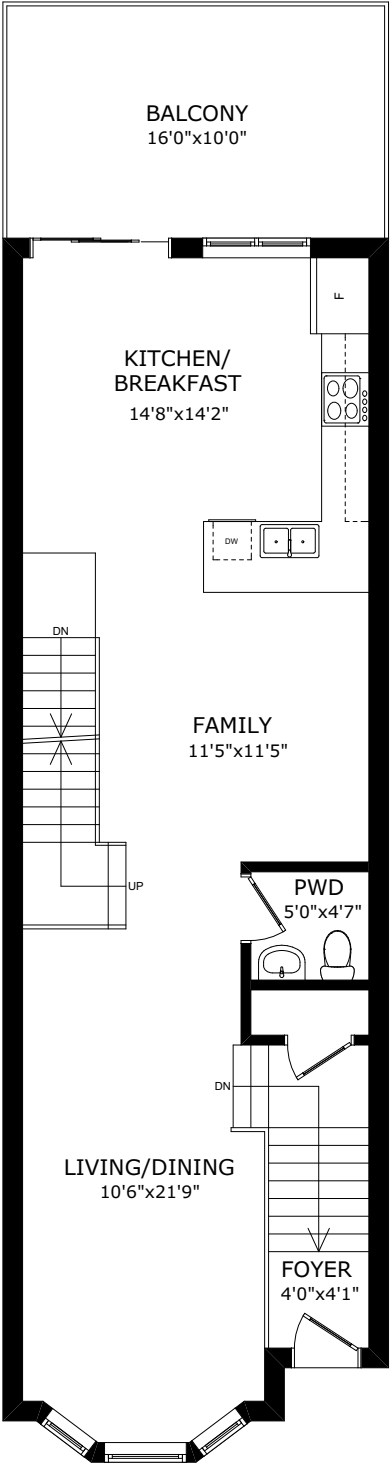 BALCONY
16'0"x10'0"
F
KITCHEN/
BREAKFAST
14'8"x14'2"
DW
DN
FAMILY
11'5"x11'5"
UP
PWD
5'0"x4'7"
DN
LIVING/DINING
10'6"x21'9"
FOYER
4'0"x4'1"